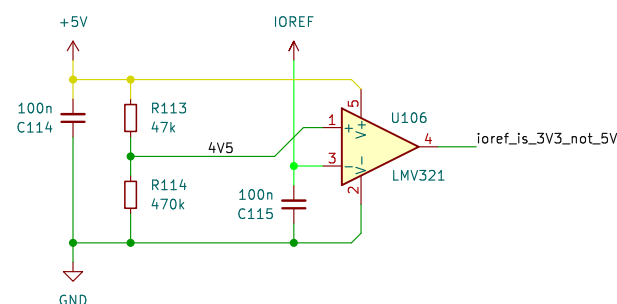 +5V
IOREF
100n
C114
R113
47k
4V5
R114
470k
100n
C115
1
+
3
-
5
V+
V-
2
U106
4
LMV321
ioref_is_3V3_not_5V
GND